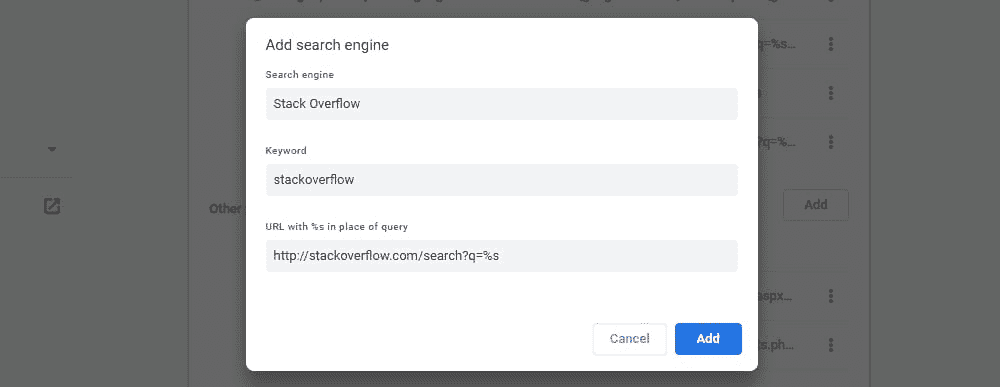 q=%s...
Add search engine
Search engine
Stack Overflow
s
Keyword
?q=%...
stackoverflow
Other
Add
URL with %s in place of query
http://stackoverflow.com/search?q=%s
aspx...
Cancel
Add
ts.ph...